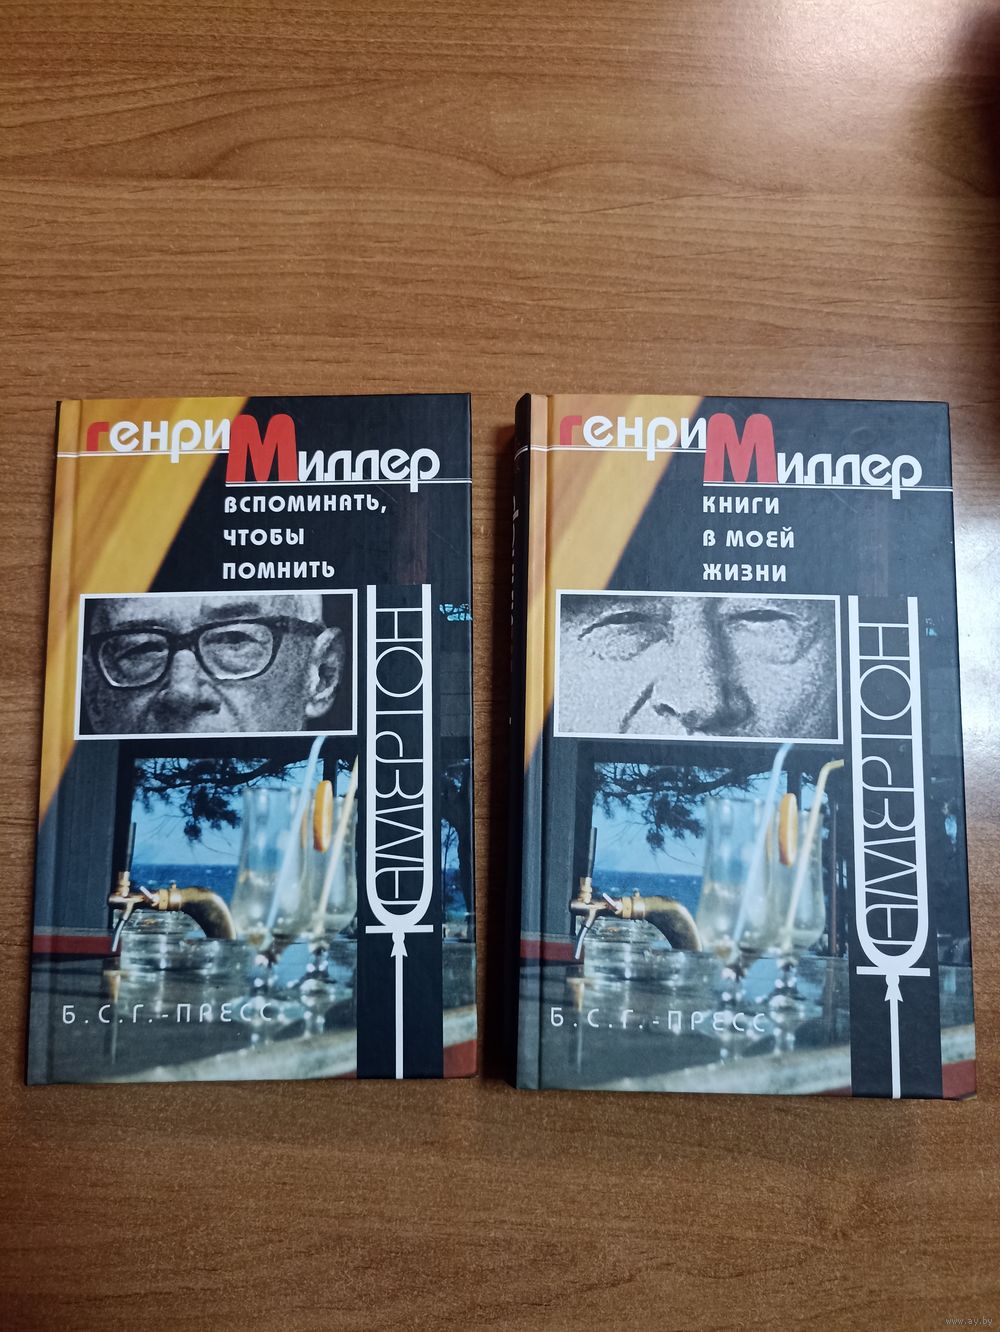 генри Миллер
вспоминать,
чтобы
помнить
Б.С.Г.-ПРЕСС
генри Миллер
книги
в моей
жизни
Б.С.Г.-ПРЕСС
www.ay.by